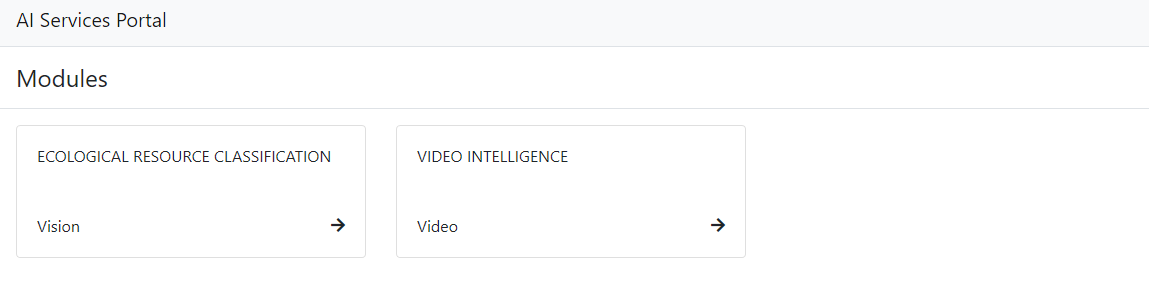 AI Services Portal
Modules
ECOLOGICAL RESOURCE CLASSIFICATION
Vision
VIDEO INTELLIGENCE
Video